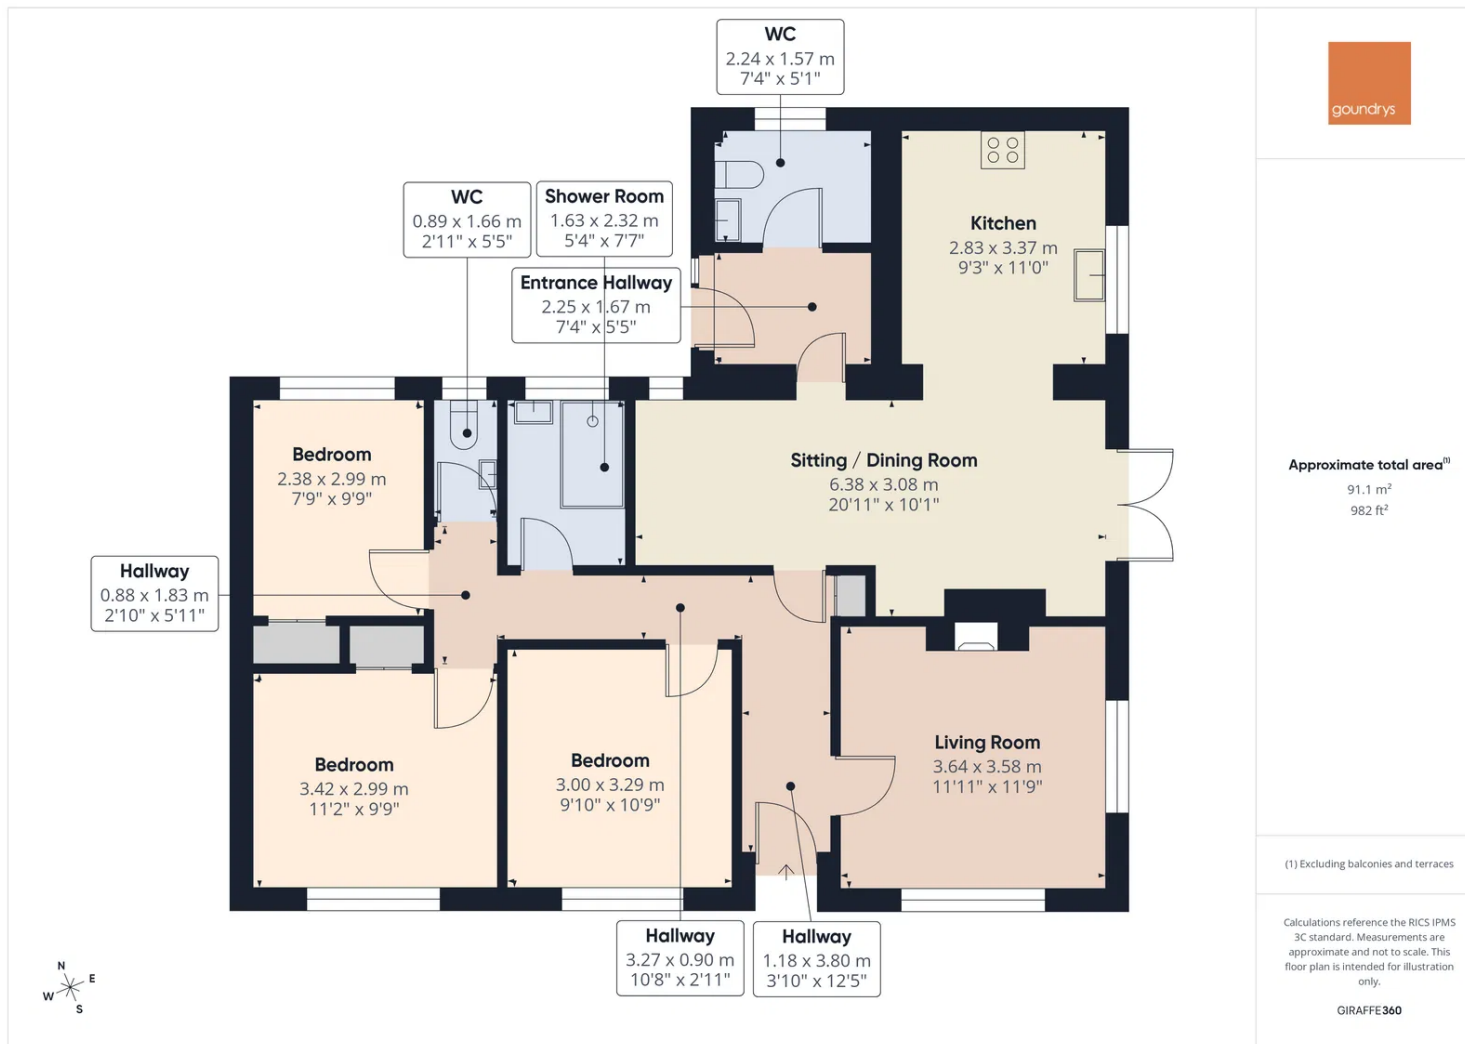 WC
2.24 x 1.57 m
7'4" x 5'1"
goundrys
WC
0.89 x 1.66 m
2'11" x 5'5"
Shower Room
1.63 x 2.32 m
5'4" x 7'7"
Kitchen
2.83 x 3.37 m
9'3" x 11'0"
Entrance Hallway
2.25 x 1.67 m
7'4" x 5'5"
Bedroom
2.38 x 2.99 m
7'9" x 9'9"
Sitting / Dining Room
6.38 x 3.08 m
20'11" x 10'1"
Approximate total area(1)
91.1 m²
982 ft²
Hallway
0.88 x 1.83 m
2'10" x 5'11"
Bedroom
3.42 x 2.99 m
11'2" x 9'9"
Bedroom
3.00 x 3.29 m
9'10" x 10'9"
Living Room
3.64 x 3.58 m
11'11" x 11'9"
Hallway
3.27 x 0.90 m
10'8" x 2'11"
Hallway
1.18 x 3.80 m
3'10" x 12'5"
N
E
W
S
(1) Excluding balconies and terraces
Calculations reference the RICS IPMS
3C standard. Measurements are
approximate and not to scale. This
floor plan is intended for illustration
only.
GIRAFFE360